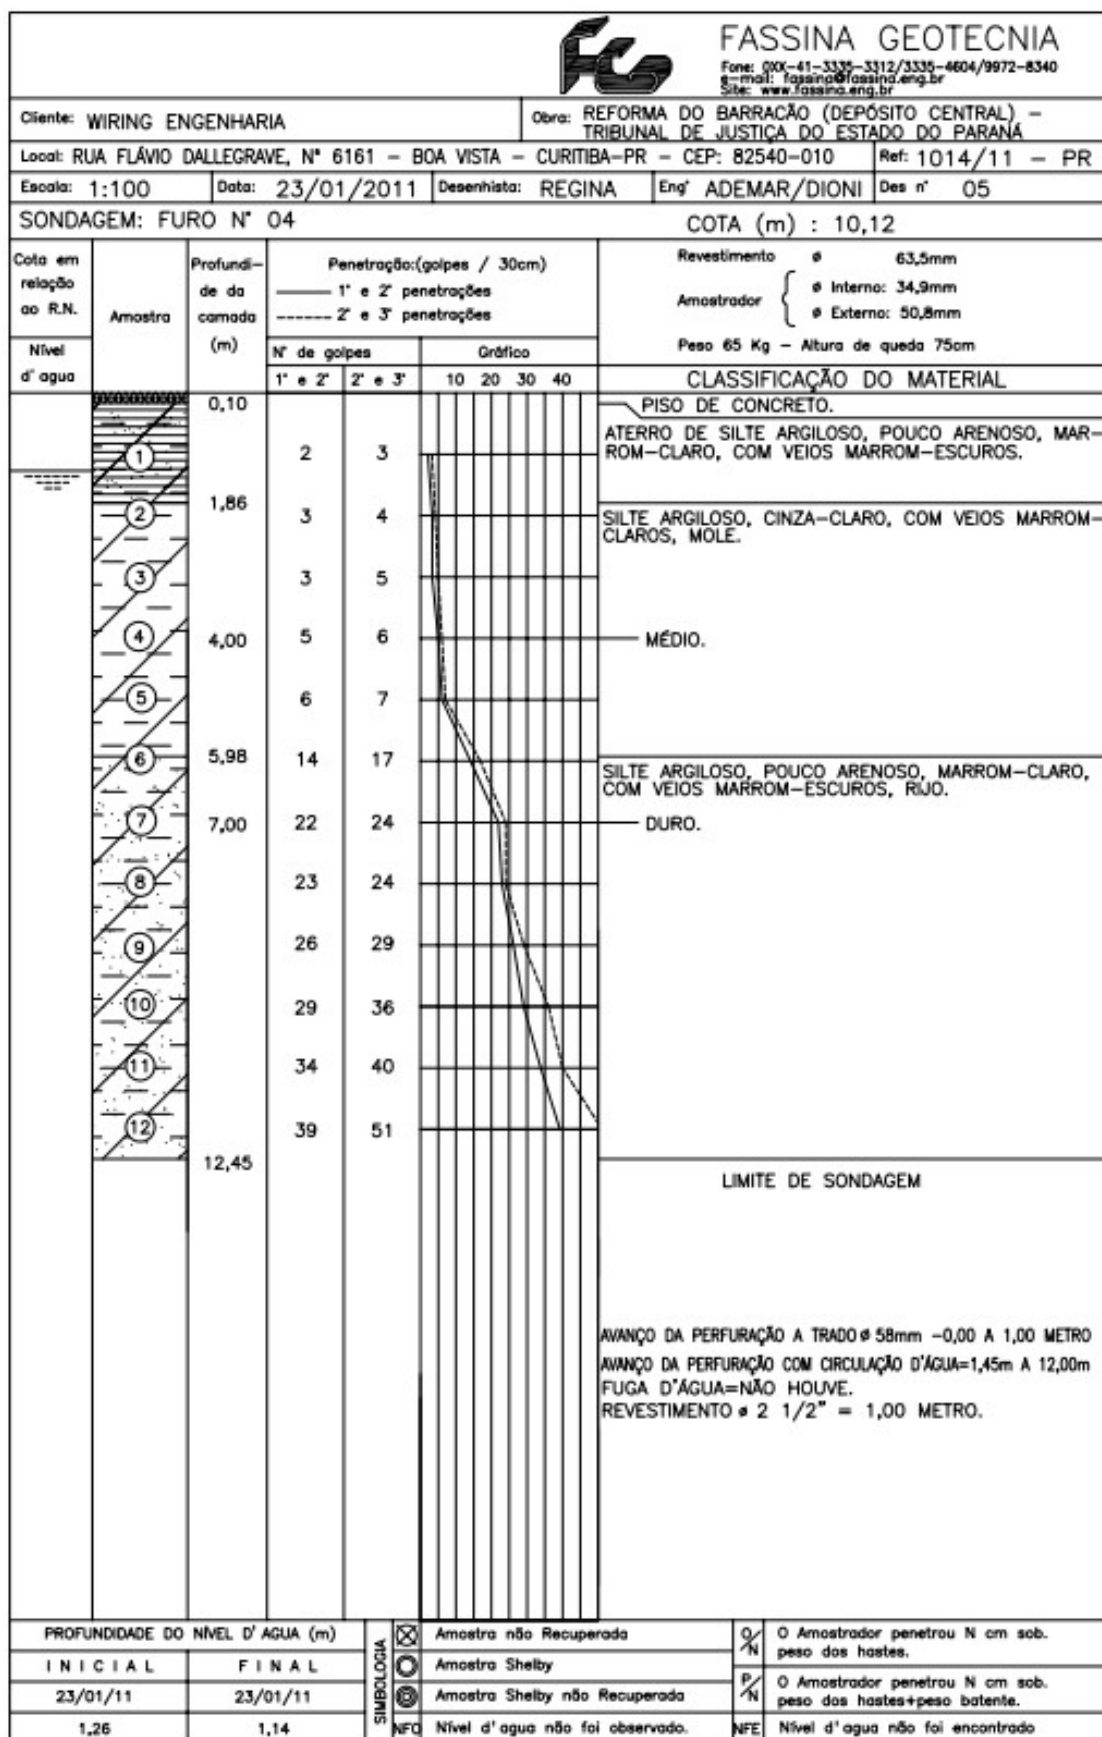 FASSINA GEOTECNIA
Fone: 0XX-41-3335-3312/3335-4604/9972-8340
e-mail: fassina@fassina.eng.br
Site: www.fassina.eng.br
Cliente: WIRING ENGENHARIA
Obra: REFORMA DO BARRACÃO (DEPÓSITO CENTRAL) –
TRIBUNAL DE JUSTIÇA DO ESTADO DO PARANÁ
Local: RUA FLÁVIO DALLEGRAVE, N° 6161 – BOA VISTA – CURITIBA-PR – CEP: 82540-010
Ref: 1014/11 – PR
Escala: 1:100
Data: 23/01/2011
Desenhista: REGINA
Eng° ADEMAR/DIONI
Des n° 05
SONDAGEM: FURO N° 04
COTA (m) : 10,12
Cota em
relação
ao R.N.
Nível
d' agua
Amostra
Profundi-
de da
camada
(m)
Penetração:(golpes / 30cm)
1° e 2° penetrações
2° e 3° penetrações
N° de golpes
Gráfico
1° e 2°
2° e 3°
10 20 30 40
Revestimento ø 63,5mm
Amostrador
ø Interno: 34,9mm
ø Externo: 50,8mm
Peso 65 Kg – Altura de queda 75cm
CLASSIFICAÇÃO DO MATERIAL
0,10
PISO DE CONCRETO.
ATERRO DE SILTE ARGILOSO, POUCO ARENOSO, MAR-
ROM-CLARO, COM VEIOS MARROM-ESCUROS.
1 2 3
1,86
2 3 4
SILTE ARGILOSO, CINZA-CLARO, COM VEIOS MARROM-
CLAROS, MOLE.
3 3 5
4 4,00 5 6 MÉDIO.
5 6 7
6 5,98 14 17
SILTE ARGILOSO, POUCO ARENOSO, MARROM-CLARO,
COM VEIOS MARROM-ESCUROS, RIJO.
7 7,00 22 24 DURO.
8 23 24
9 26 29
10 29 36
11 34 40
12 39 51
12,45
LIMITE DE SONDAGEM
AVANÇO DA PERFURAÇÃO A TRADO ø 58mm –0,00 A 1,00 METRO
AVANÇO DA PERFURAÇÃO COM CIRCULAÇÃO D'ÁGUA=1,45m A 12,00m
FUGA D'ÁGUA=NÃO HOUVE.
REVESTIMENTO ø 2 1/2" = 1,00 METRO.
PROFUNDIDADE DO NÍVEL D' AGUA (m)
INICIAL
FINAL
23/01/11
23/01/11
1,26
1,14
SIMBOLOGIA
Amostra não Recuperada
Amostra Shelby
Amostra Shelby não Recuperada
NFO Nível d' agua não foi observado.
O/N O Amostrador penetrou N cm sob.
peso dos hastes.
P/N O Amostrador penetrou N cm sob.
peso dos hastes+peso batente.
NFE Nível d' agua não foi encontrado